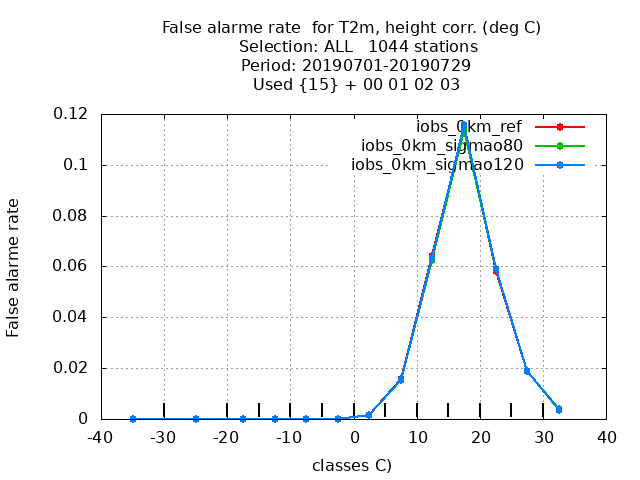 False alarme rate  for T2m, height corr. (deg C)
Selection: ALL   1044 stations
Period: 20190701-20190729
Used {15} + 00 01 02 03
iobs_0km_ref
iobs_0km_sigmao80
iobs_0km_sigmao120
False alarme rate
0.12
0.1
0.08
0.06
0.04
0.02
0
-40 -30 -20 -10 0 10 20 30 40
classes C)